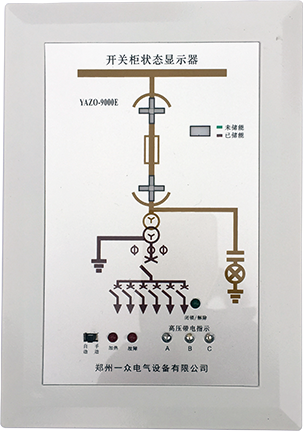 开关柜状态显示器
YAZO-9000E
未储能
已储能
闭锁/解除
高压带电指示
自动 手动 加热 故障 A B C
郑州一众电气设备有限公司